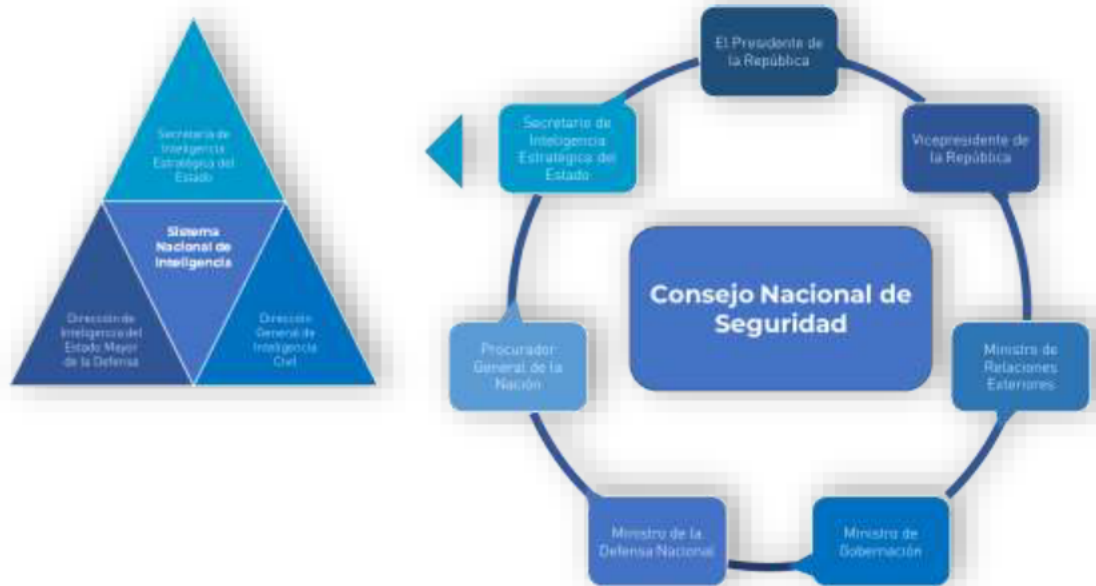 Secretaría de
Inteligencia
Estratégica del
Estado
Sistema
Nacional de
Inteligencia
Dirección de
Inteligencia del
Estado Mayor
de la Defensa
Dirección
General de
Inteligencia
Civil
El Presidente de
la República
Vicepresidente de
la República
Ministro de
Relaciones
Exteriores
Ministro de
Gobernación
Ministro de la
Defensa Nacional
Procurador
General de la
Nación
Secretario de
Inteligencia
Estratégica del
Estado
Consejo Nacional de
Seguridad